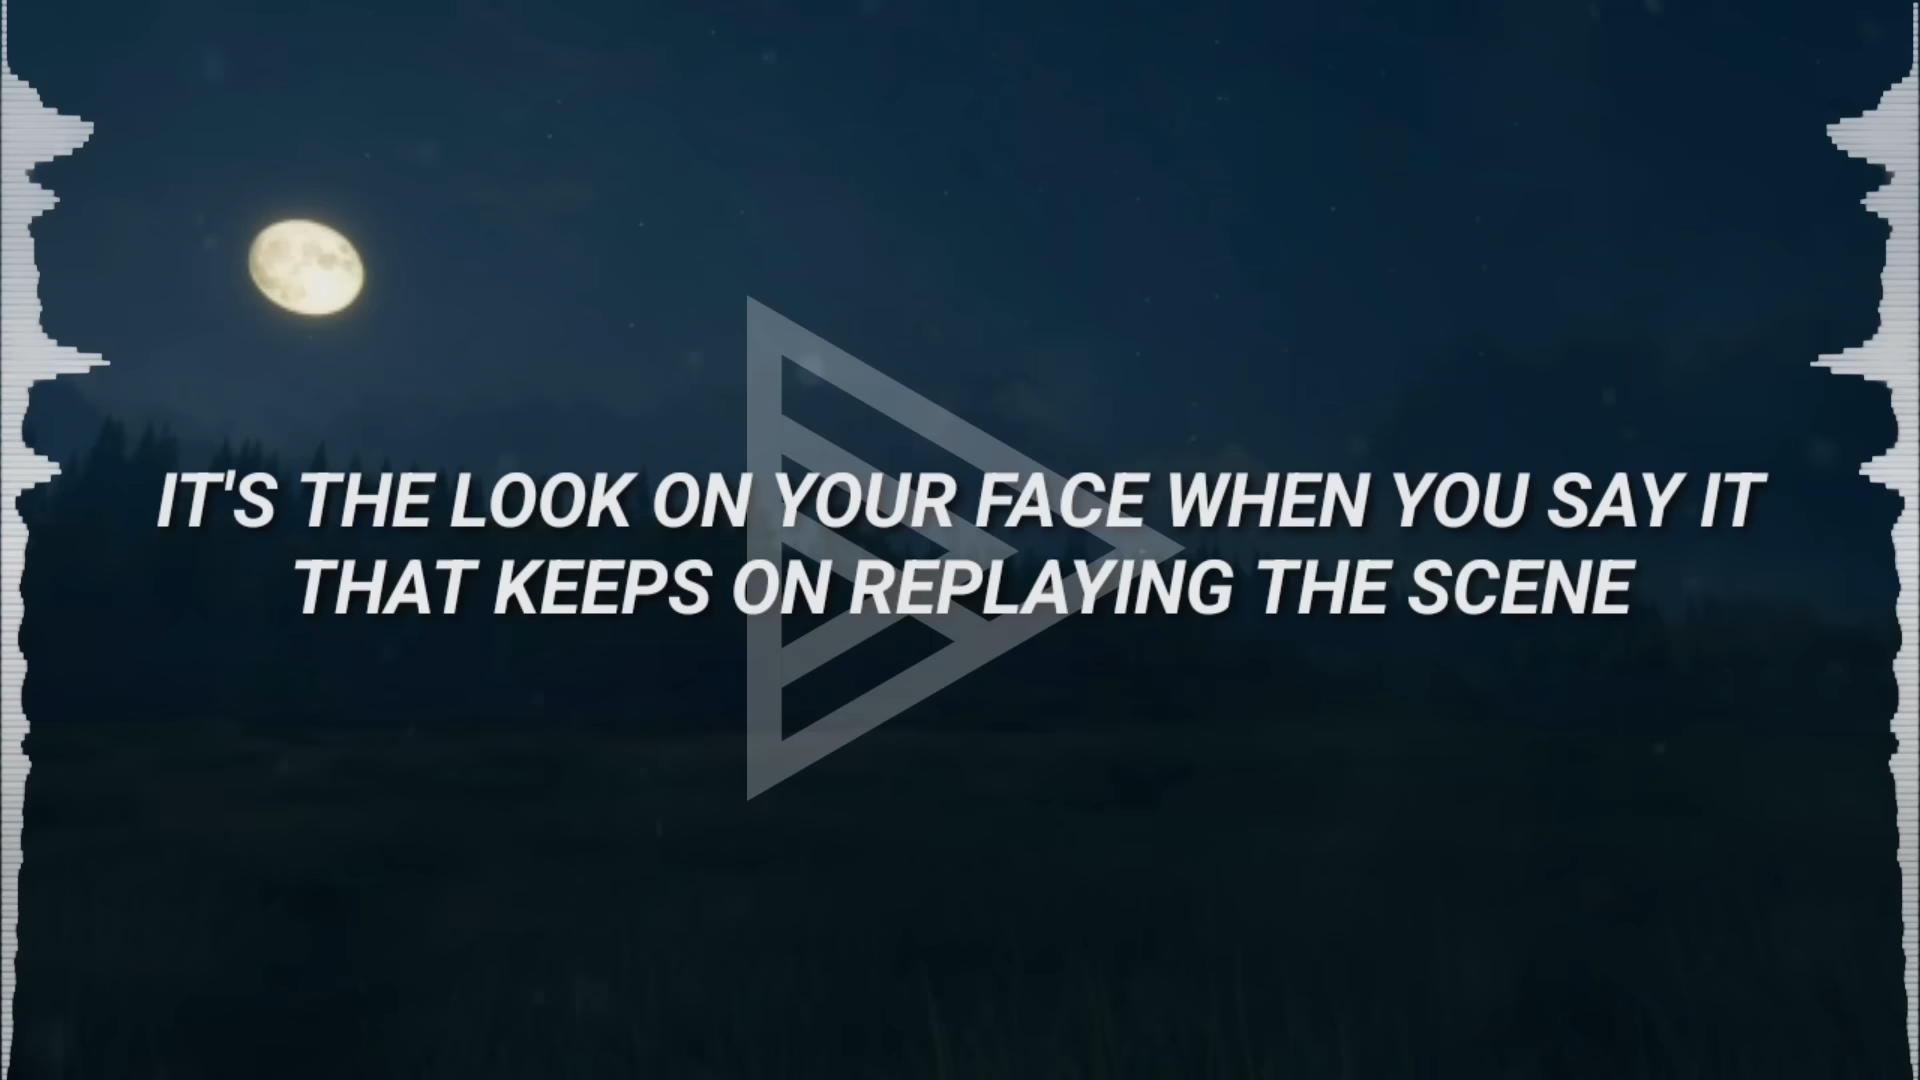 IT'S THE LOOK ON YOUR FACE WHEN YOU SAY IT
THAT KEEPS ON REPLAYING THE SCENE